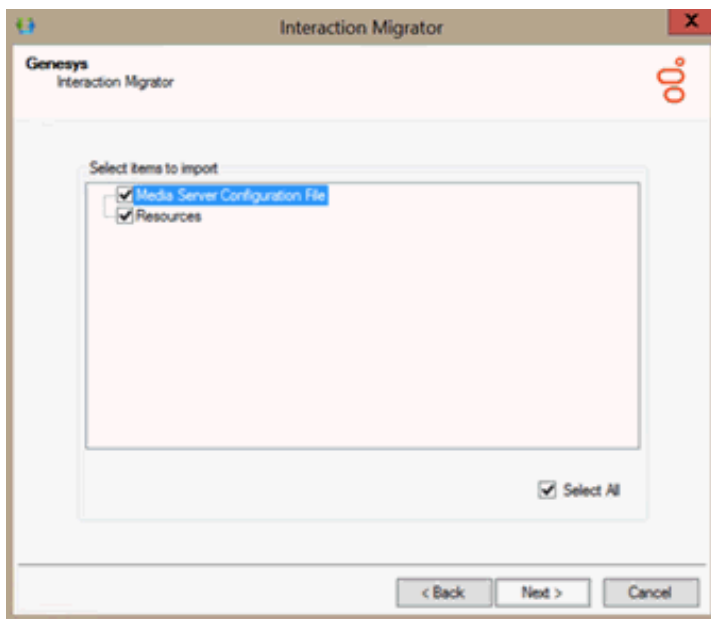 Interaction Migrator
Genesys
Interaction Migrator
Select items to import
Media Server Configuration File
Resources
Select All
< Back
Next >
Cancel